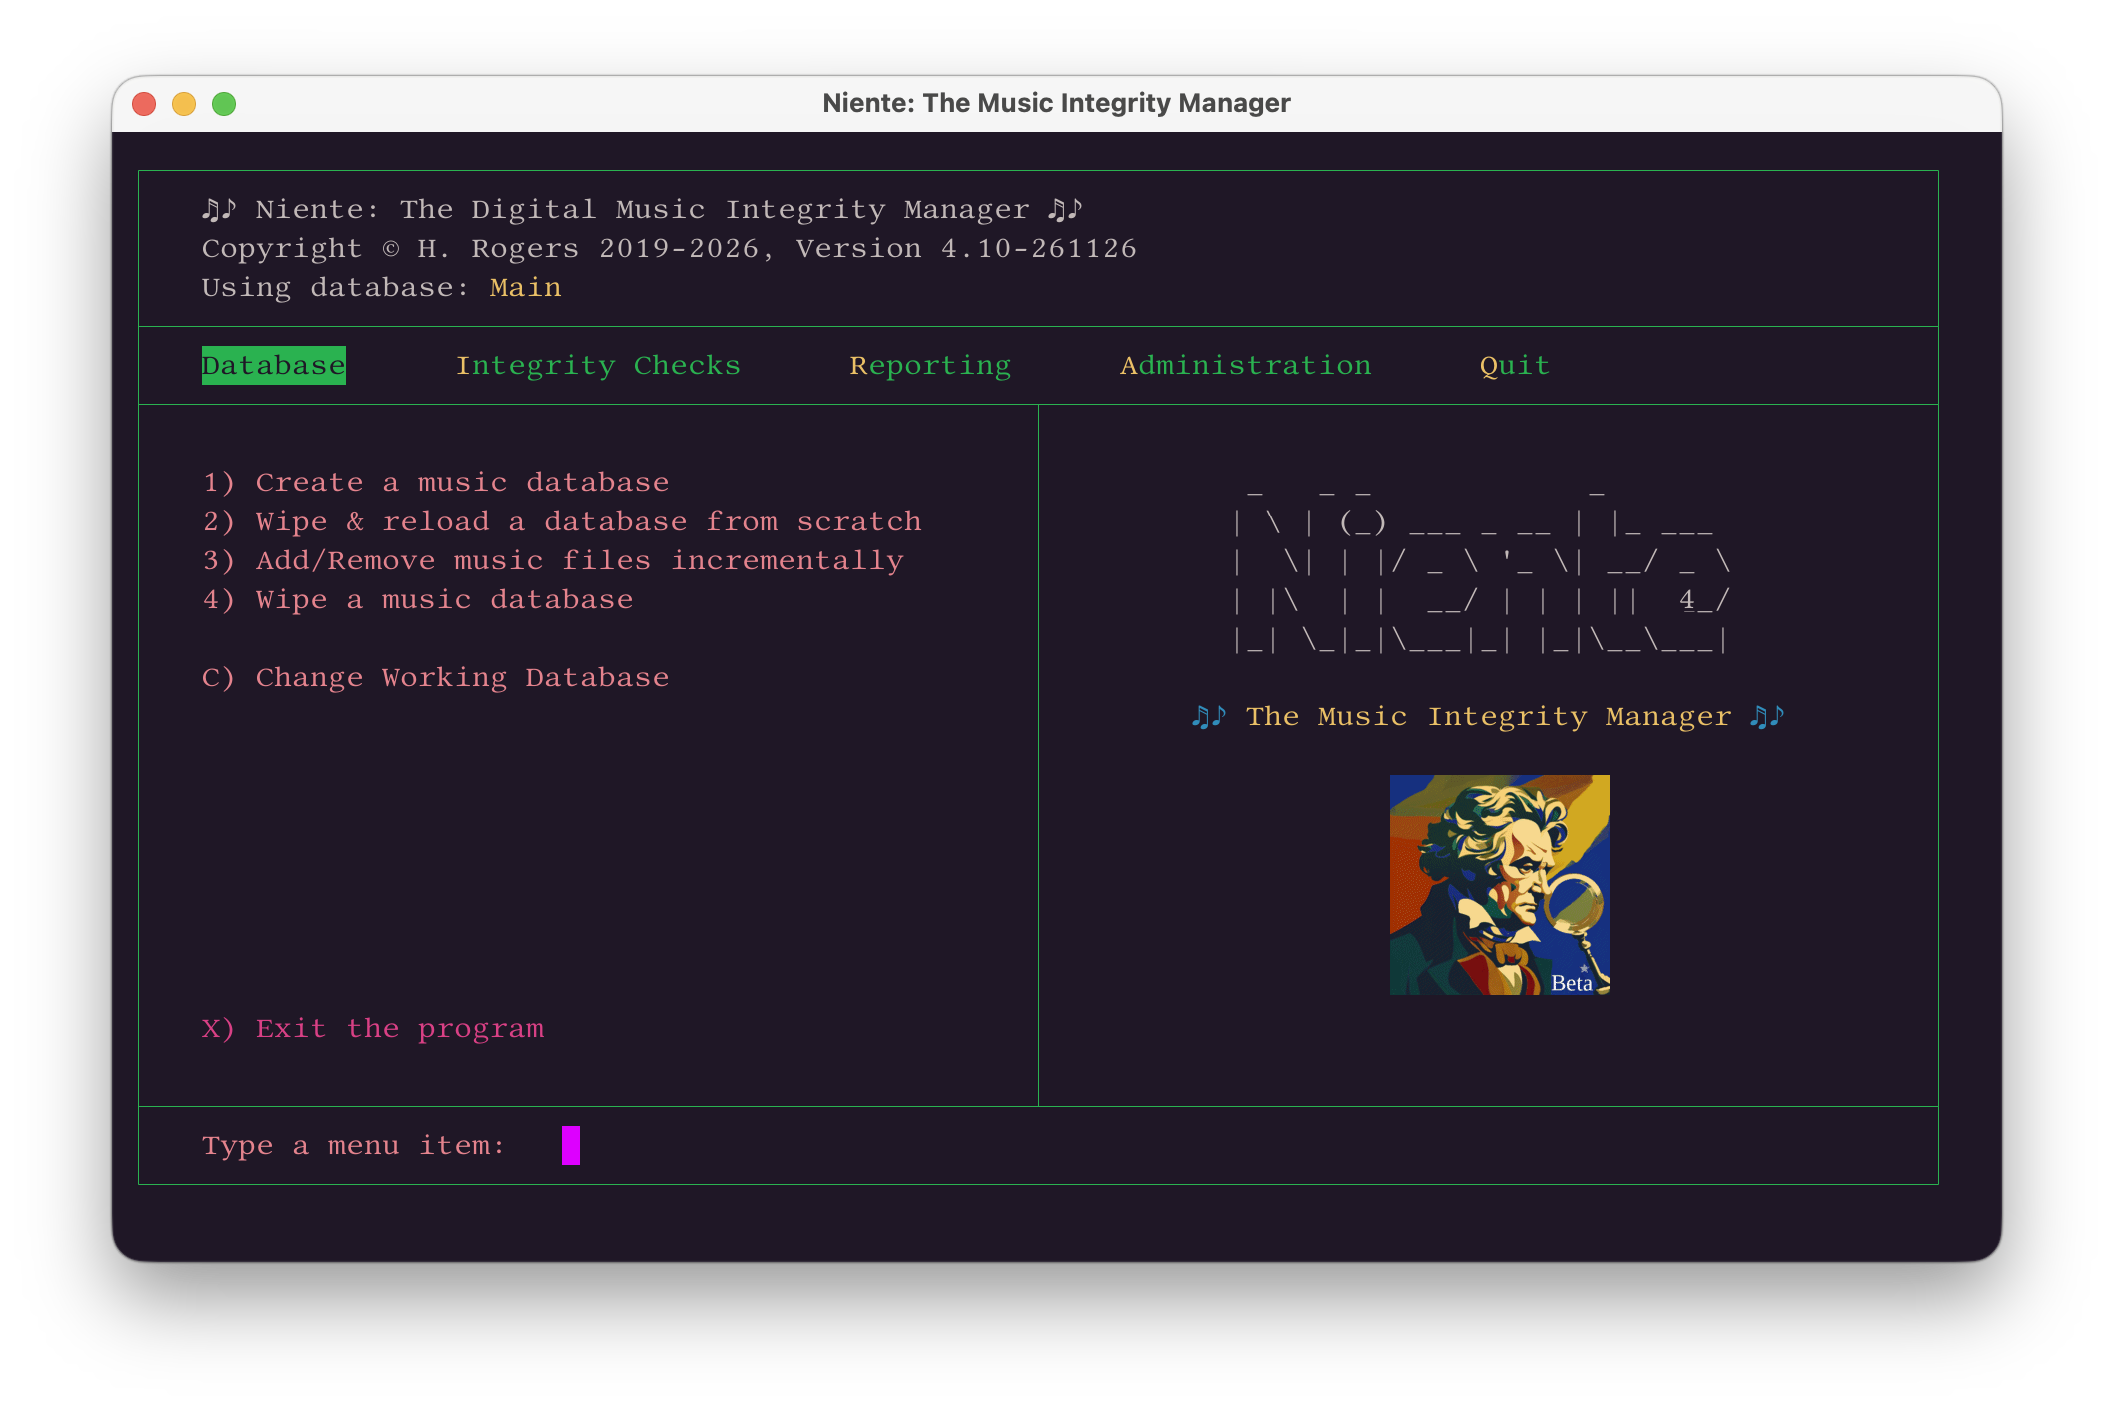 Niente: The Music Integrity Manager
♫♪ Niente: The Digital Music Integrity Manager ♫♪
Copyright © H. Rogers 2019-2026, Version 4.10-261126
Using database: Main
Database Integrity Checks Reporting Administration Quit
1) Create a music database
2) Wipe & reload a database from scratch
3) Add/Remove music files incrementally
4) Wipe a music database
C) Change Working Database
X) Exit the program
Niente
4
♫♪ The Music Integrity Manager ♫♪
Beta
Type a menu item: